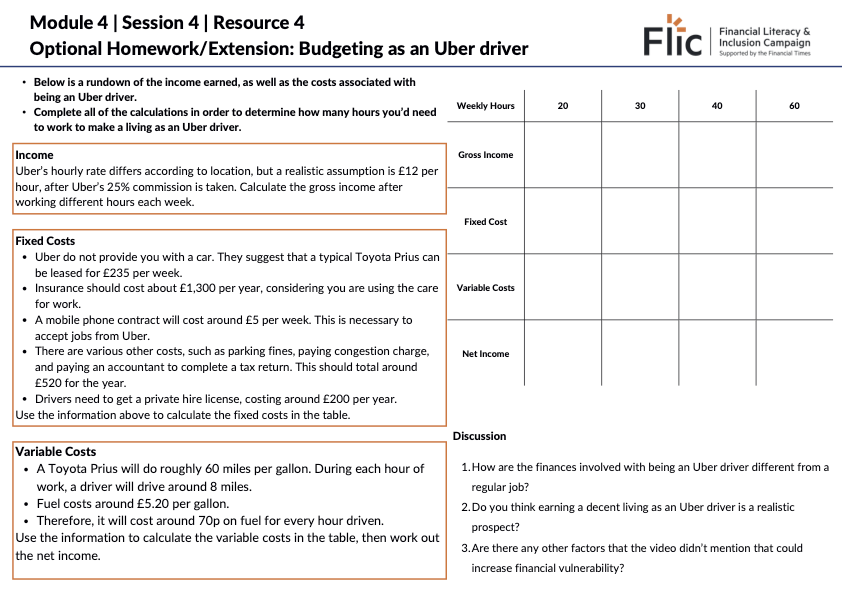 Module 4 | Session 4 | Resource 4
Optional Homework/Extension: Budgeting as an Uber driver
Flic
Financial Literacy &
Inclusion Campaign
Supported by the Financial Times
• Below is a rundown of the income earned, as well as the costs associated with
being an Uber driver.
• Complete all of the calculations in order to determine how many hours you'd need
to work to make a living as an Uber driver.
Income
Uber's hourly rate differs according to location, but a realistic assumption is £12 per
hour, after Uber's 25% commission is taken. Calculate the gross income after
working different hours each week.
Fixed Costs
• Uber do not provide you with a car. They suggest that a typical Toyota Prius can
be leased for £235 per week.
• Insurance should cost about £1,300 per year, considering you are using the care
for work.
• A mobile phone contract will cost around £5 per week. This is necessary to
accept jobs from Uber.
• There are various other costs, such as parking fines, paying congestion charge,
and paying an accountant to complete a tax return. This should total around
£520 for the year.
• Drivers need to get a private hire license, costing around £200 per year.
Use the information above to calculate the fixed costs in the table.
Variable Costs
• A Toyota Prius will do roughly 60 miles per gallon. During each hour of
work, a driver will drive around 8 miles.
• Fuel costs around £5.20 per gallon.
• Therefore, it will cost around 70p on fuel for every hour driven.
Use the information to calculate the variable costs in the table, then work out
the net income.
Weekly Hours 20 30 40 60
Gross Income
Fixed Cost
Variable Costs
Net Income
Discussion
1. How are the finances involved with being an Uber driver different from a
regular job?
2. Do you think earning a decent living as an Uber driver is a realistic
prospect?
3. Are there any other factors that the video didn't mention that could
increase financial vulnerability?